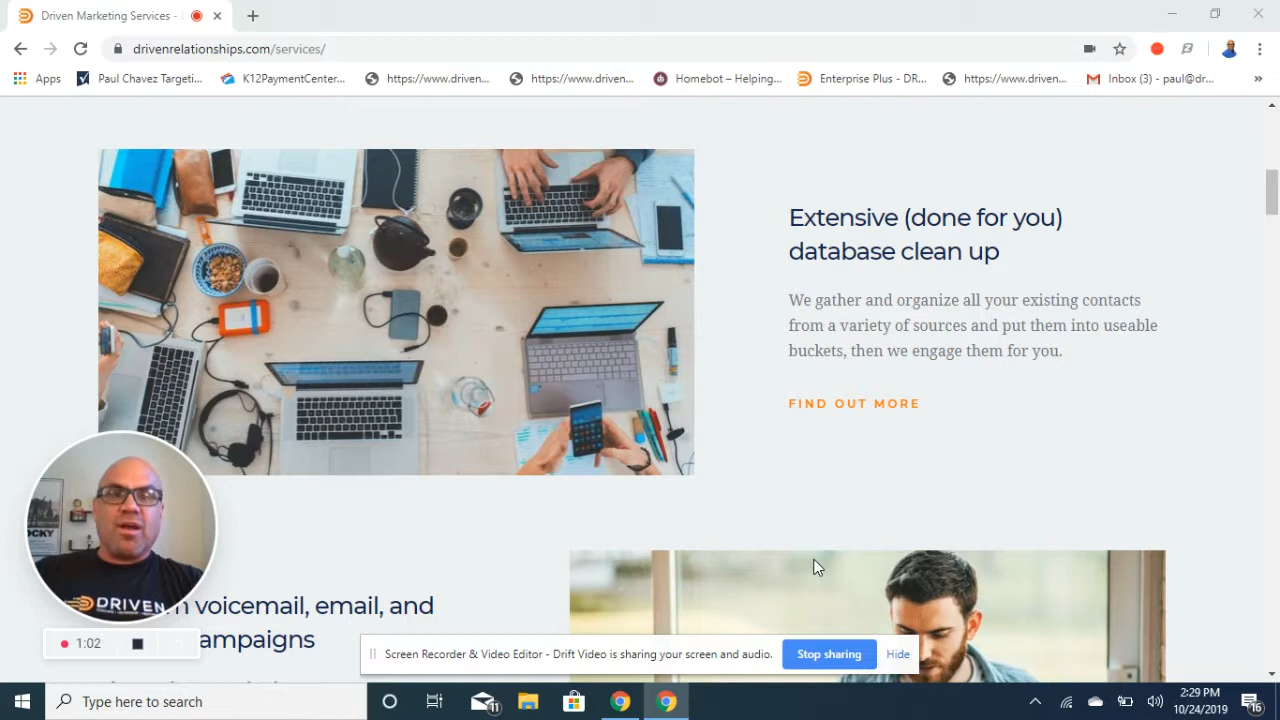 Driven Marketing Services -
drivenrelationships.com/services/
Apps
Paul Chavez Targeti...
K12PaymentCenter...
https://www.driven...
https://www.driven...
Homebot – Helping...
Enterprise Plus - DR...
https://www.driven...
Inbox (3) - paul@dr...
»
Extensive (done for you)
database clean up
We gather and organize all your existing contacts
from a variety of sources and put them into useable
buckets, then we engage them for you.
FIND OUT MORE
OCKY
DRIVEN
voicemail, email, and
ampaigns
1:02
Screen Recorder & Video Editor - Drift Video is sharing your screen and audio.
Stop sharing
Hide
Type here to search
11
2:29 PM
10/24/2019
16